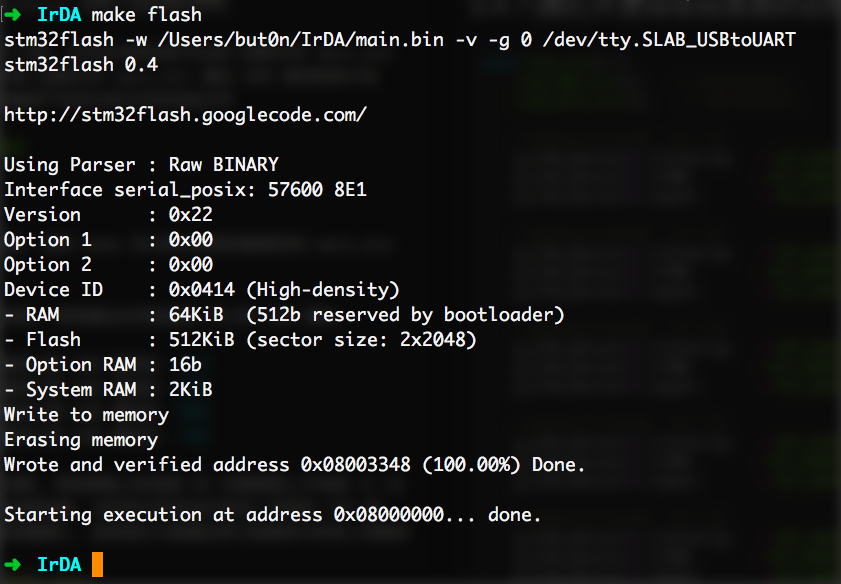 ➜ IrDA make flash
stm32flash -w /Users/but0n/IrDA/main.bin -v -g 0 /dev/tty.SLAB_USBtoUART
stm32flash 0.4
http://stm32flash.googlecode.com/
Using Parser : Raw BINARY
Interface serial_posix: 57600 8E1
Version      : 0x22
Option 1     : 0x00
Option 2     : 0x00
Device ID    : 0x0414 (High-density)
- RAM        : 64KiB  (512b reserved by bootloader)
- Flash      : 512KiB (sector size: 2x2048)
- Option RAM : 16b
- System RAM : 2KiB
Write to memory
Erasing memory
Wrote and verified address 0x08003348 (100.00%) Done.
Starting execution at address 0x08000000... done.
➜ IrDA